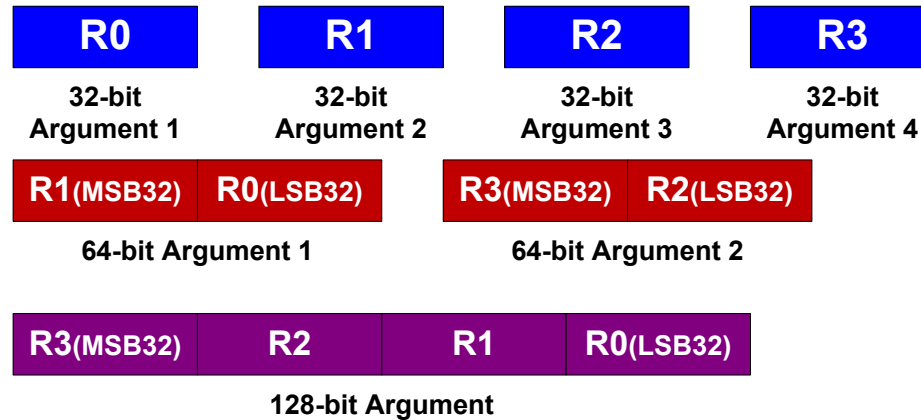 R0 R1 R2 R3
32-bit 32-bit 32-bit 32-bit
Argument 1 Argument 2 Argument 3 Argument 4
R1(MSB32) R0(LSB32) R3(MSB32) R2(LSB32)
64-bit Argument 1 64-bit Argument 2
R3(MSB32) R2 R1 R0(LSB32)
128-bit Argument